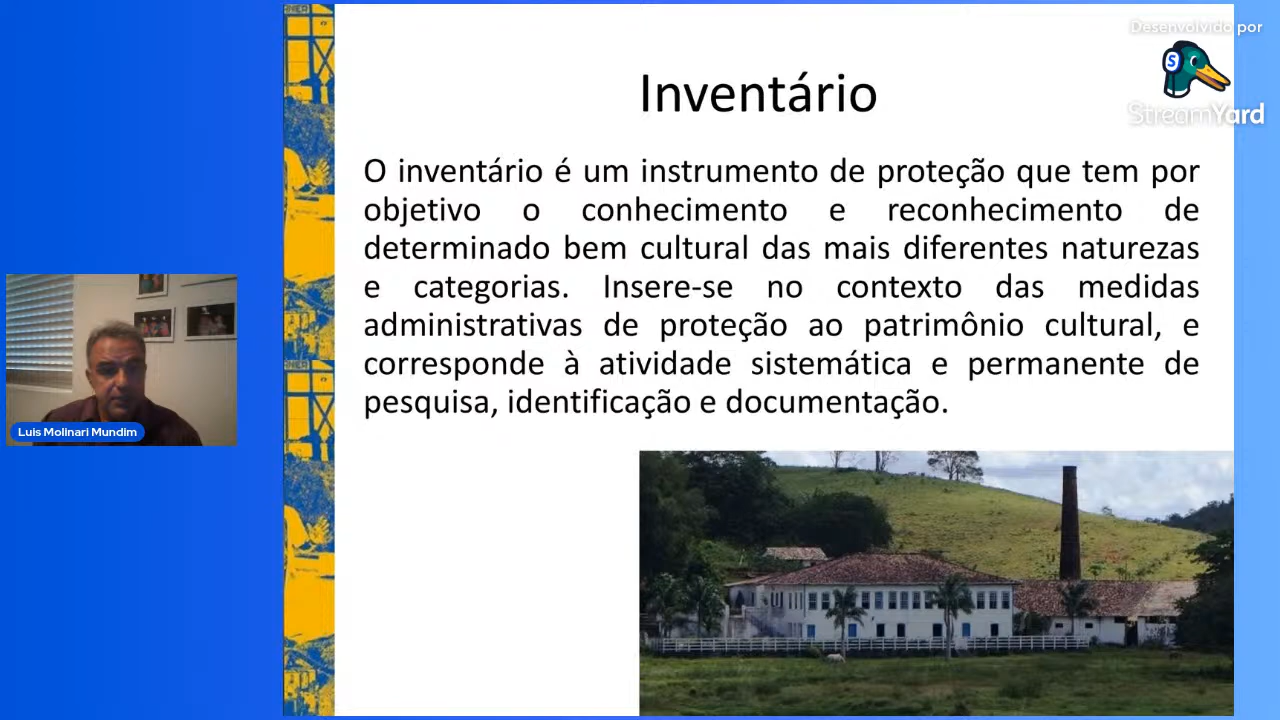 Desenvolvido por
StreamYard
Inventário
O inventário é um instrumento de proteção que tem por
objetivo o conhecimento e reconhecimento de
determinado bem cultural das mais diferentes naturezas
e categorias. Insere-se no contexto das medidas
administrativas de proteção ao patrimônio cultural, e
corresponde à atividade sistemática e permanente de
pesquisa, identificação e documentação.
Luis Molinari Mundim